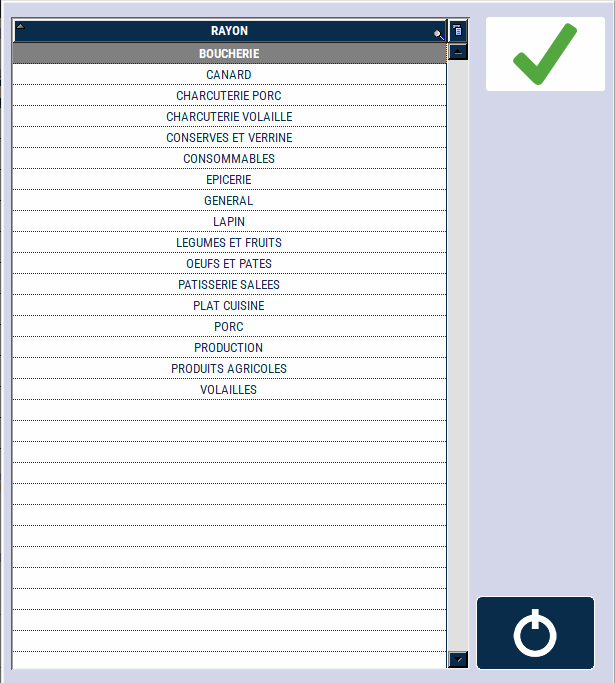 RAYON
BOUCHERIE
CANARD
CHARCUTERIE PORC
CHARCUTERIE VOLAILLE
CONSERVES ET VERRINE
CONSOMMABLES
EPICERIE
GENERAL
LAPIN
LEGUMES ET FRUITS
OEUFS ET PATES
PATISSERIE SALEES
PLAT CUISINE
PORC
PRODUCTION
PRODUITS AGRICOLES
VOLAILLES